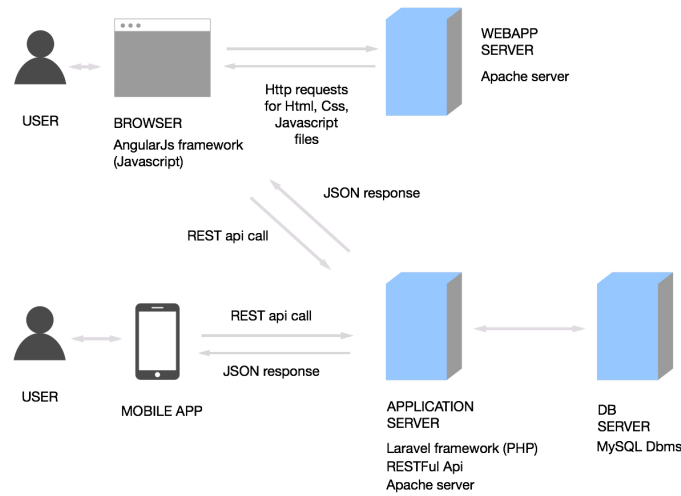 WEBAPP
SERVER
Apache server
Http requests
for Html, Css,
Javascript
files
USER
BROWSER
AngularJs framework
(Javascript)
JSON response
REST api call
REST api call
JSON response
USER
MOBILE APP
APPLICATION
SERVER
Laravel framework (PHP)
RESTFul Api
Apache server
DB
SERVER
MySQL Dbms